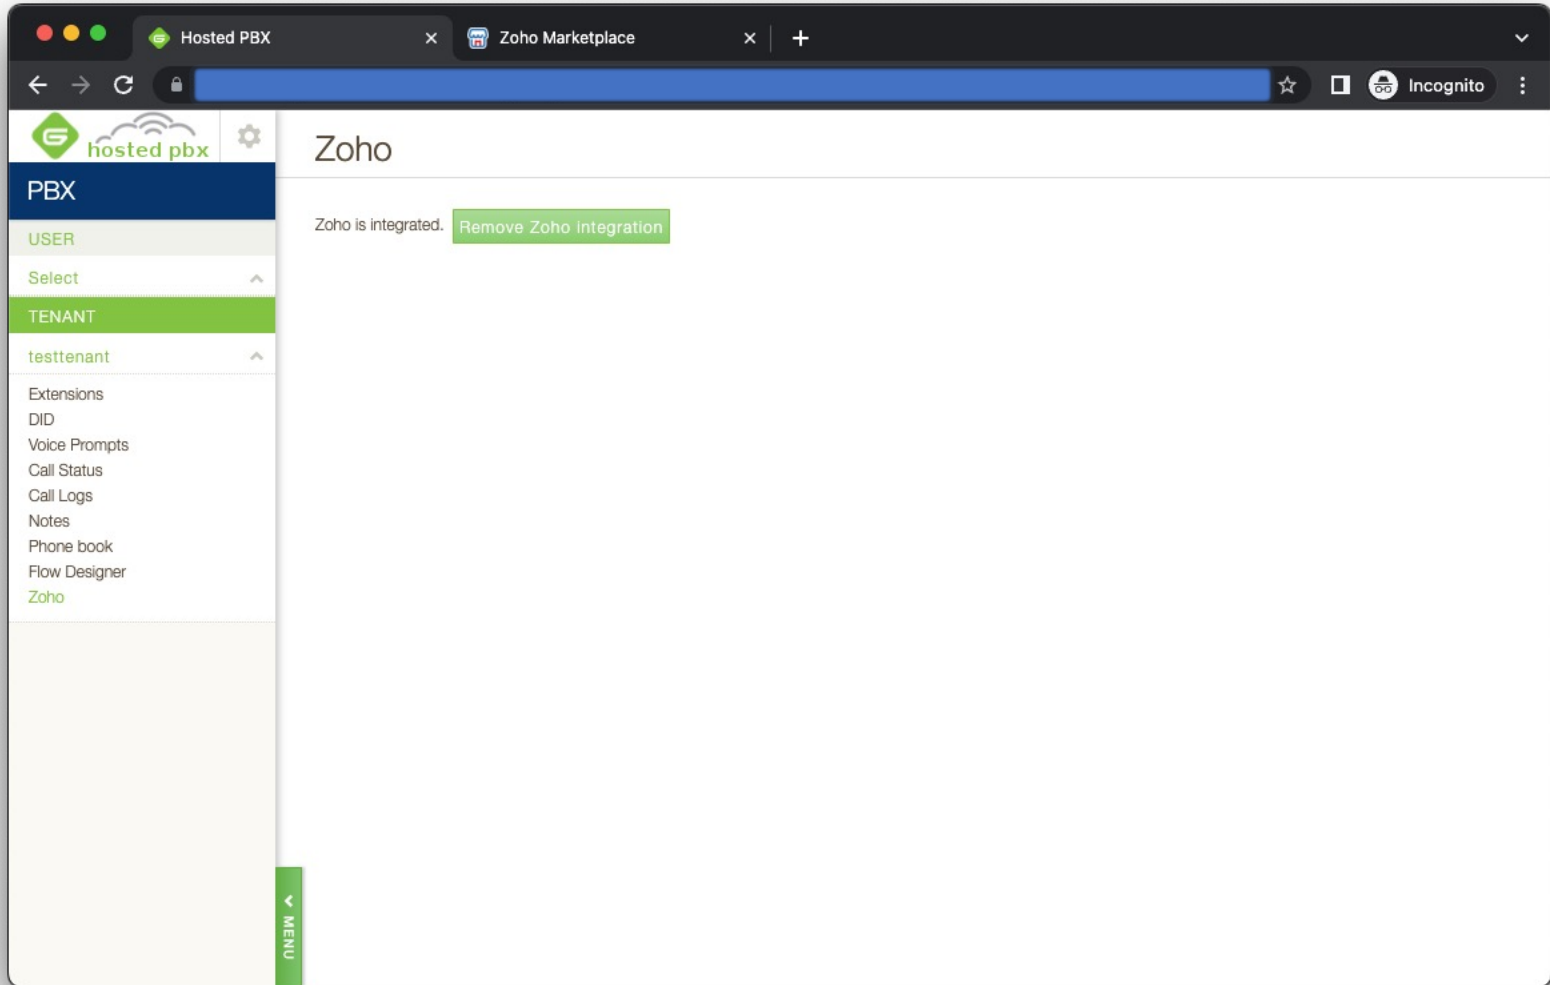 Hosted PBX
Zoho Marketplace
Incognito
hosted pbx
Zoho
PBX
Zoho is integrated. Remove Zoho Integration
USER
Select
TENANT
testtenant
Extensions
DID
Voice Prompts
Call Status
Call Logs
Notes
Phone book
Flow Designer
Zoho
MENU